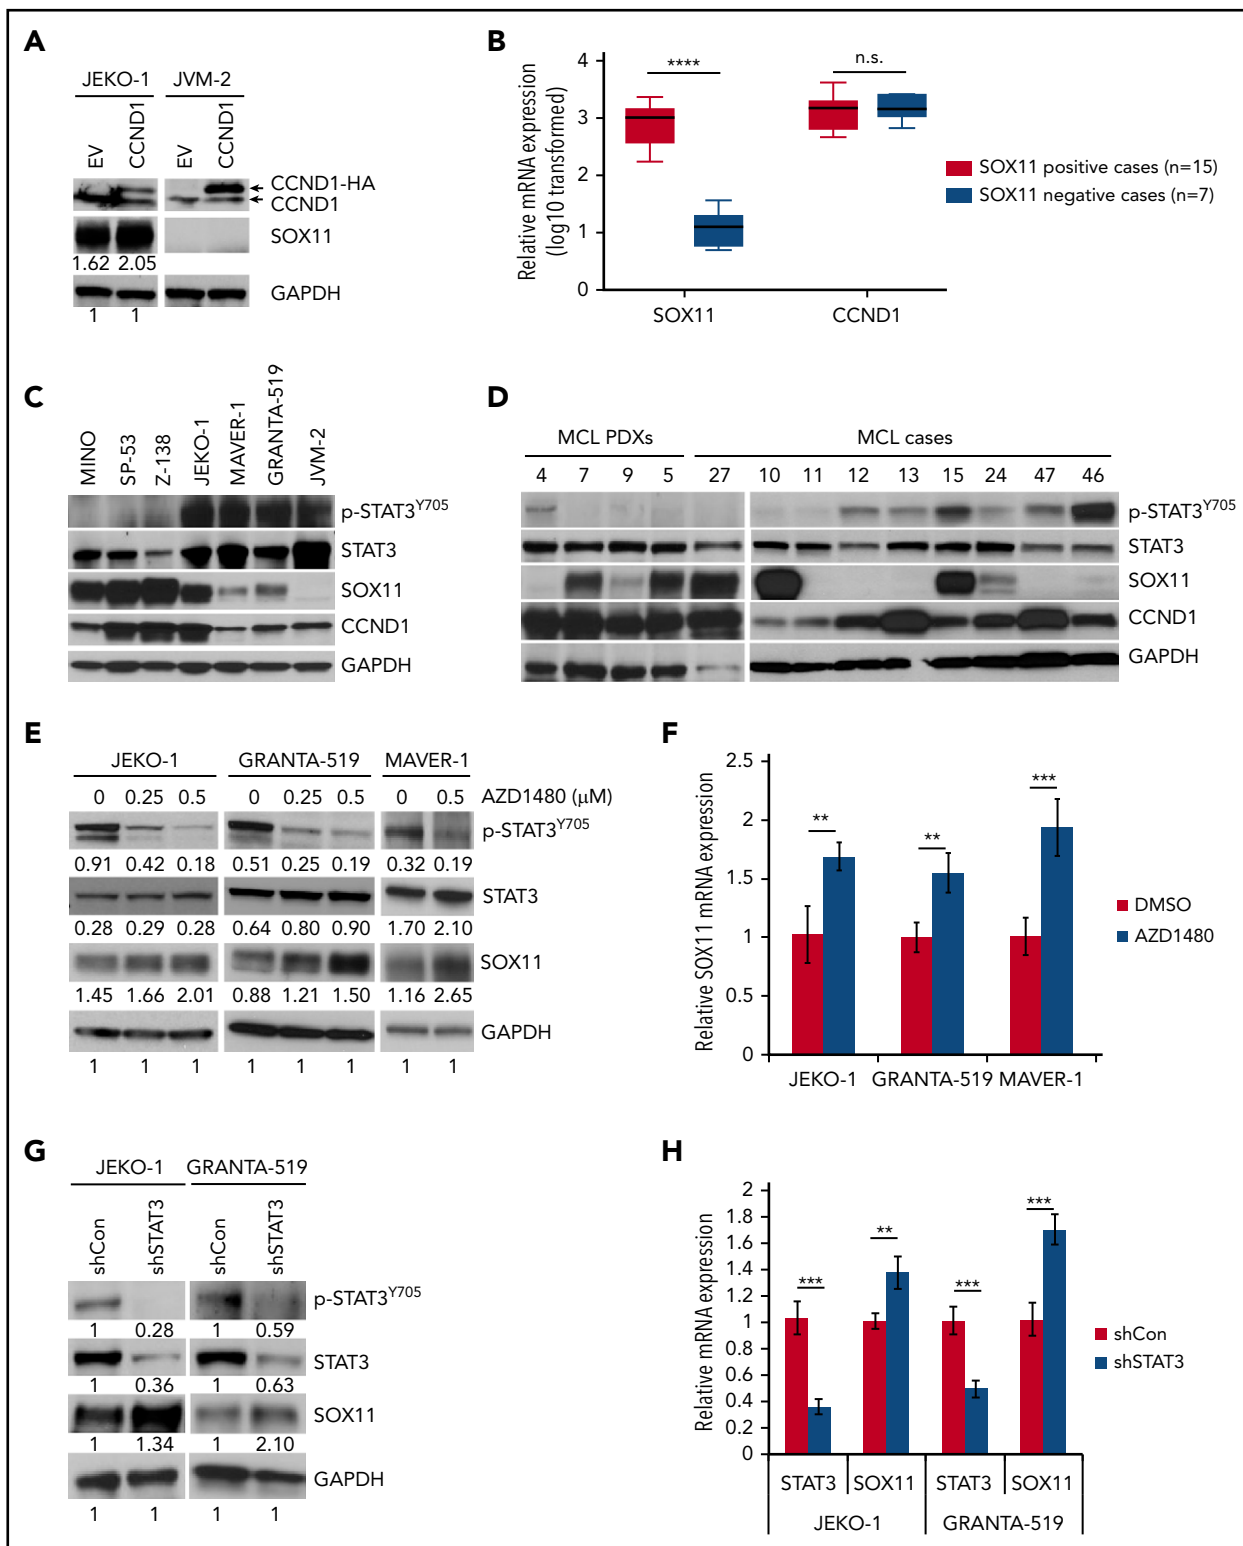 A
JEKO-1 JVM-2
EV CCND1 EV CCND1
CCND1-HA
CCND1
SOX11
1.62 2.05
GAPDH
1 1
B
Relative mRNA expression
(log10 transformed)
4
3
2
1
0
**** n.s.
SOX11 CCND1
SOX11 positive cases (n=15)
SOX11 negative cases (n=7)
C
MINO SP-53 Z-138 JEKO-1 MAVER-1 GRANTA-519 JVM-2
p-STAT3Y705
STAT3
SOX11
CCND1
GAPDH
D
MCL PDXs MCL cases
4 7 9 5 27 10 11 12 13 15 24 47 46
p-STAT3Y705
STAT3
SOX11
CCND1
GAPDH
E
JEKO-1 GRANTA-519 MAVER-1
0 0.25 0.5 0 0.25 0.5 0 0.5 AZD1480 (μM)
p-STAT3Y705
0.91 0.42 0.18 0.51 0.25 0.19 0.32 0.19
STAT3
0.28 0.29 0.28 0.64 0.80 0.90 1.70 2.10
SOX11
1.45 1.66 2.01 0.88 1.21 1.50 1.16 2.65
GAPDH
1 1 1 1 1 1 1 1
F
Relative SOX11 mRNA expression
2.5
2
1.5
1
0.5
0
** ** ***
JEKO-1 GRANTA-519 MAVER-1
DMSO
AZD1480
G
JEKO-1 GRANTA-519
shCon shSTAT3 shCon shSTAT3
p-STAT3Y705
1 0.28 1 0.59
STAT3
1 0.36 1 0.63
SOX11
1 1.34 1 2.10
GAPDH
1 1 1 1
H
Relative mRNA expression
2
1.8
1.6
1.4
1.2
1
0.8
0.6
0.4
0.2
0
*** ** *** ***
STAT3 SOX11 STAT3 SOX11
JEKO-1 GRANTA-519
shCon
shSTAT3